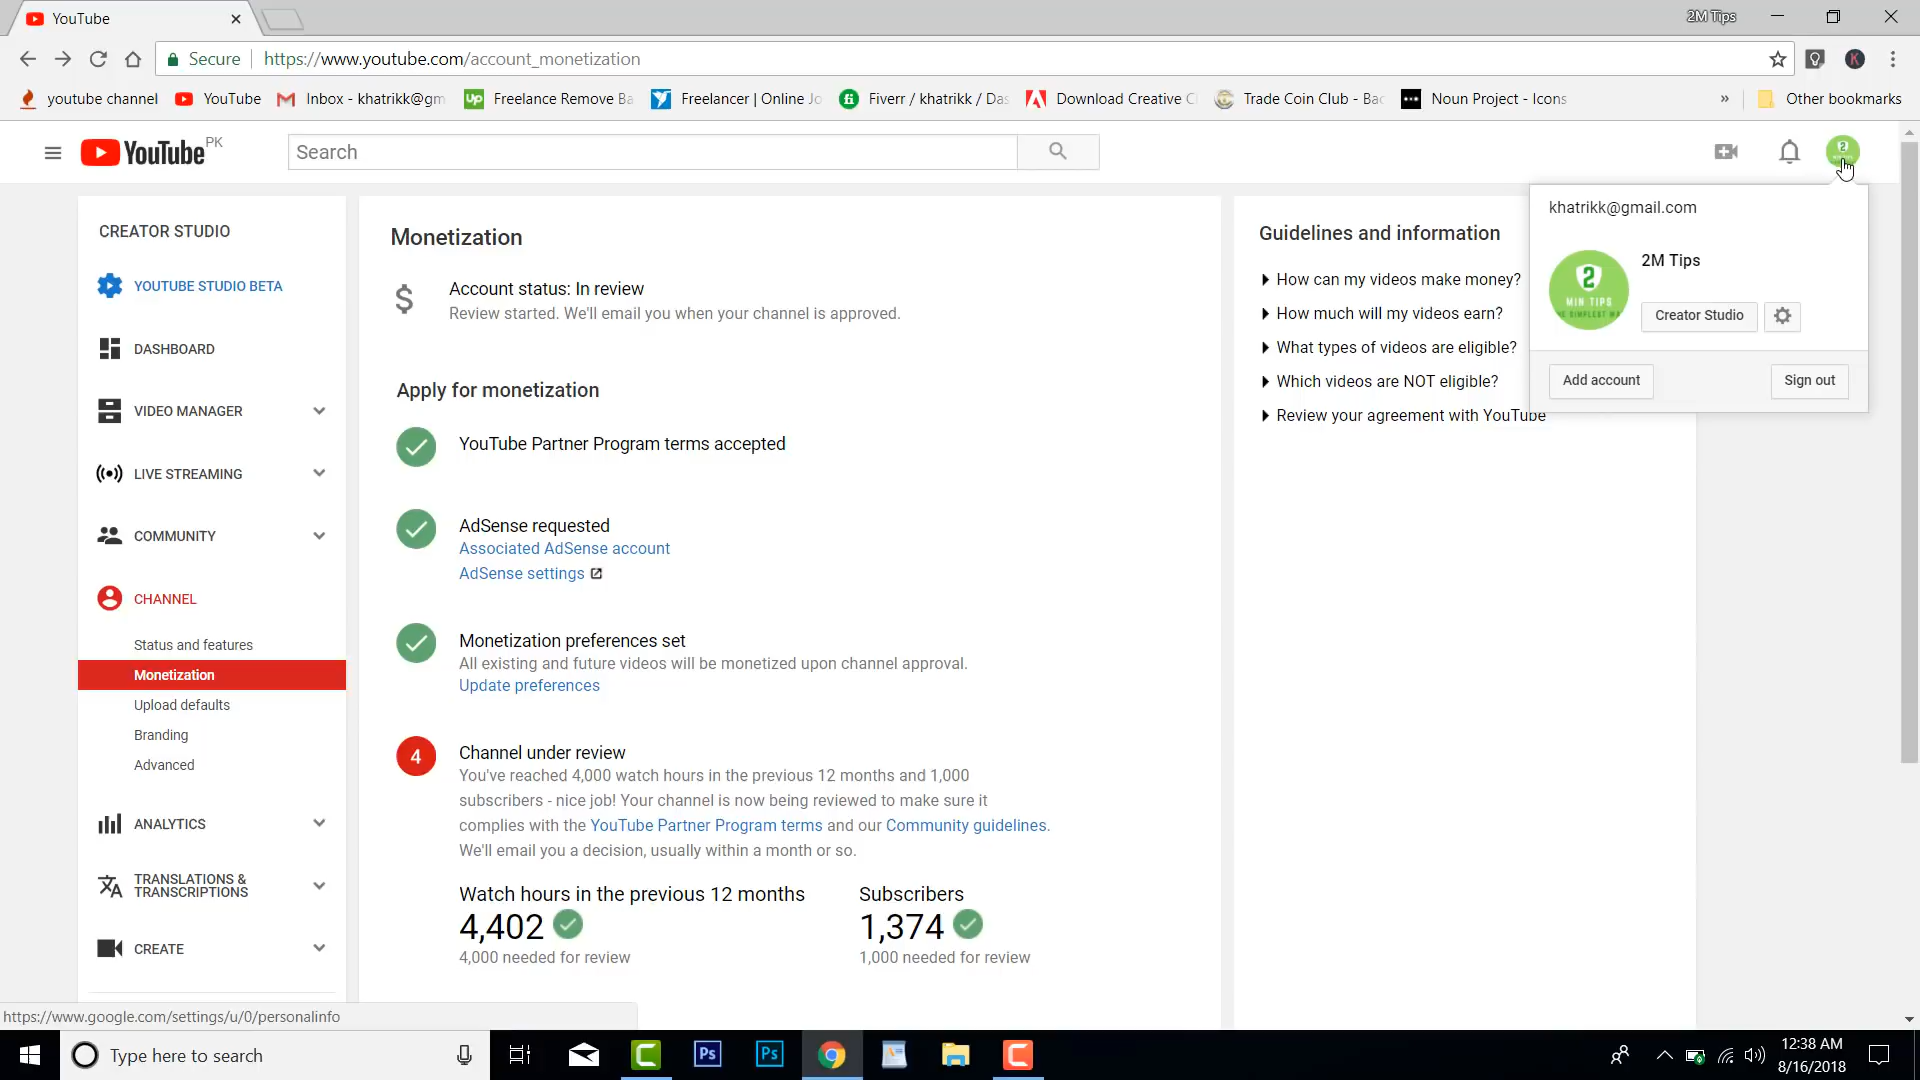 YouTube
2M Tips
Secure
https://www.youtube.com/account_monetization
youtube channel
YouTube
Inbox - khatrikk@gm
Freelance Remove Ba
Freelancer | Online Jo
Fiverr / khatrikk / Das
Download Creative C
Trade Coin Club - Bac
Noun Project - Icons
»
Other bookmarks
YouTube PK
Search
khatrikk@gmail.com
2M Tips
2
MIN TIPS
Creator Studio
Add account
Sign out
CREATOR STUDIO
YOUTUBE STUDIO BETA
DASHBOARD
VIDEO MANAGER
LIVE STREAMING
COMMUNITY
CHANNEL
Status and features
Monetization
Upload defaults
Branding
Advanced
ANALYTICS
TRANSLATIONS &
TRANSCRIPTIONS
CREATE
Monetization
Account status: In review
Review started. We'll email you when your channel is approved.
Apply for monetization
YouTube Partner Program terms accepted
AdSense requested
Associated AdSense account
AdSense settings
Monetization preferences set
All existing and future videos will be monetized upon channel approval.
Update preferences
4
Channel under review
You've reached 4,000 watch hours in the previous 12 months and 1,000
subscribers - nice job! Your channel is now being reviewed to make sure it
complies with the YouTube Partner Program terms and our Community guidelines.
We'll email you a decision, usually within a month or so.
Watch hours in the previous 12 months
4,402
4,000 needed for review
Subscribers
1,374
1,000 needed for review
Guidelines and information
How can my videos make money?
How much will my videos earn?
What types of videos are eligible?
Which videos are NOT eligible?
Review your agreement with YouTube
https://www.google.com/settings/u/0/personalinfo
Type here to search
Ps
Ps
12:38 AM
8/16/2018